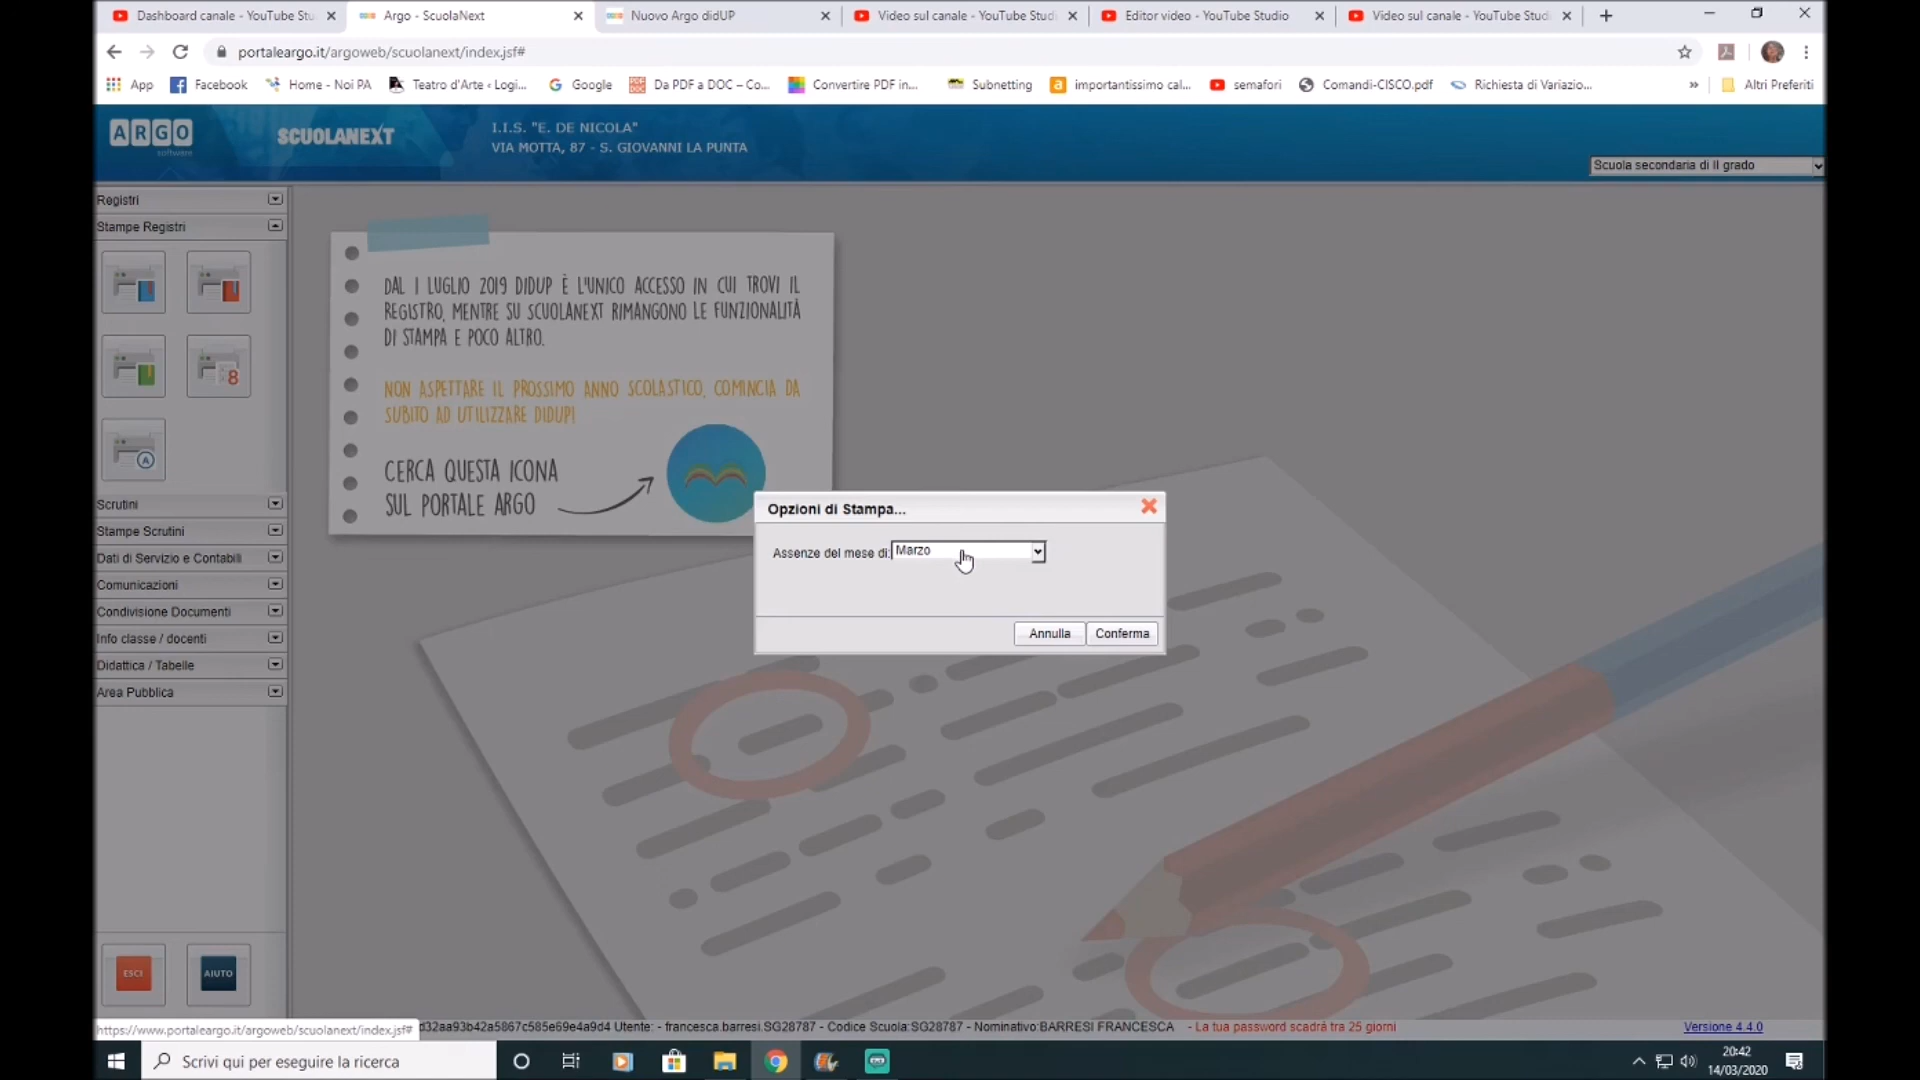 Dashboard canale - YouTube Stu
Argo - ScuolaNext
Nuovo Argo didUP
Video sul canale - YouTube Studi
Editor video - YouTube Studio
Video sul canale - YouTube Studi
portaleargo.it/argoweb/scuolanext/index.jsf#
App
Facebook
Home - Noi PA
Teatro d'Arte ‹ Logi...
Google
Da PDF a DOC – Co...
Convertire PDF in...
Subnetting
importantissimo cal...
semafori
Comandi-CISCO.pdf
Richiesta di Variazio...
»
Altri Preferiti
ARGO
software
SCUOLANEXT
I.I.S. "E. DE NICOLA"
VIA MOTTA, 87 - S. GIOVANNI LA PUNTA
Scuola secondaria di II grado
Registri
Stampe Registri
8
A
Scrutini
Stampe Scrutini
Dati di Servizio e Contabili
Comunicazioni
Condivisione Documenti
Info classe / docenti
Didattica / Tabelle
Area Pubblica
ESCI
AIUTO
DAL 1 LUGLIO 2019 DIDUP È L'UNICO ACCESSO IN CUI TROVI IL
REGISTRO, MENTRE SU SCUOLANEXT RIMANGONO LE FUNZIONALITÀ
DI STAMPA E POCO ALTRO.
NON ASPETTARE IL PROSSIMO ANNO SCOLASTICO, COMINCIA DA
SUBITO AD UTILIZZARE DIDUP!
CERCA QUESTA ICONA
SUL PORTALE ARGO
Opzioni di Stampa...
Assenze del mese di:
Marzo
Annulla
Conferma
https://www.portaleargo.it/argoweb/scuolanext/index.jsf#
d32aa93b42a5867c585e69e4a9d4 Utente: - francesca.barresi.SG28787 - Codice Scuola:SG28787 - Nominativo:BARRESI FRANCESCA - La tua password scadrà tra 25 giorni
Versione 4.4.0
Scrivi qui per eseguire la ricerca
20:42
14/03/2020